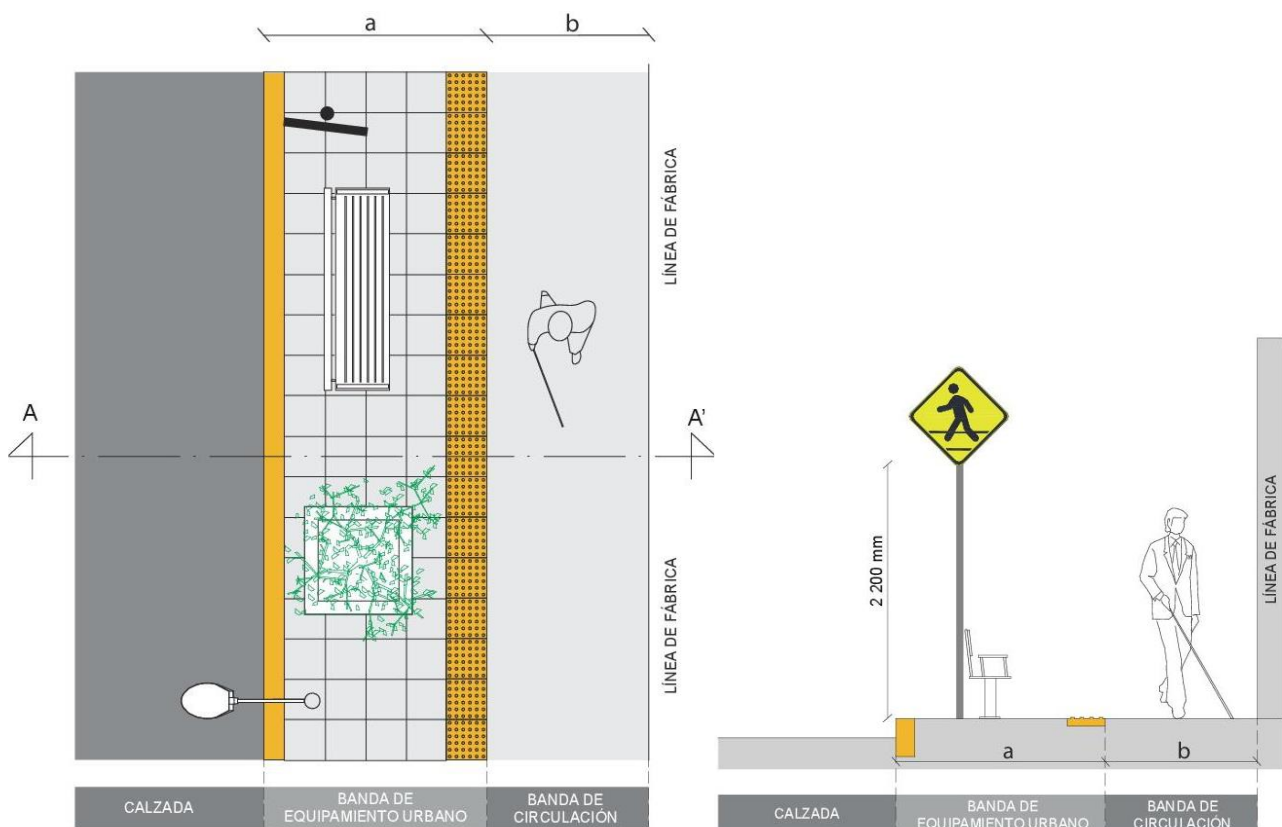 a
b
LÍNEA DE FÁBRICA
A
A'
LÍNEA DE FÁBRICA
CALZADA
BANDA DE
EQUIPAMIENTO URBANO
BANDA DE
CIRCULACIÓN
2 200 mm
LÍNEA DE FÁBRICA
a
b
CALZADA
BANDA DE
EQUIPAMIENTO URBANO
BANDA DE
CIRCULACIÓN